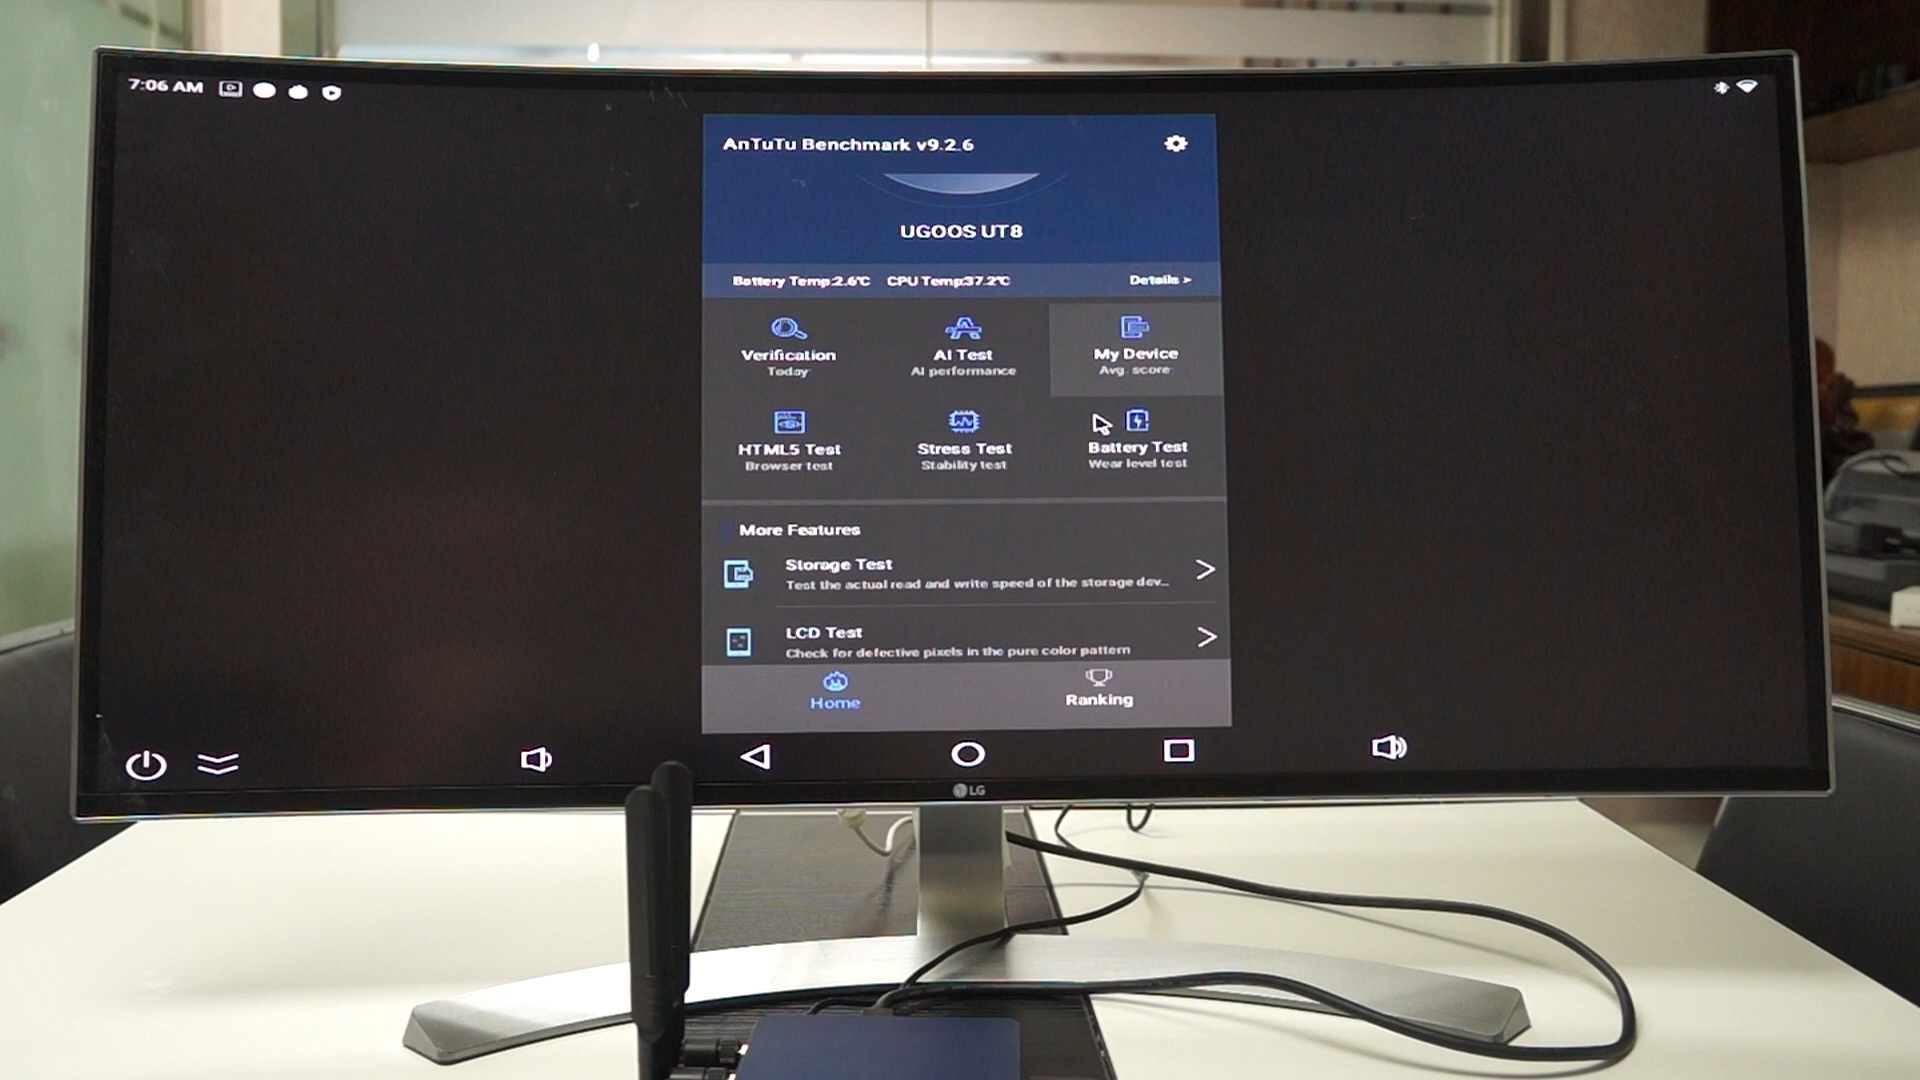 7:06 AM
AnTuTu Benchmark v9.2.6
UGOOS UT8
Battery Temp:2.6℃ CPU Temp:37.2℃ Details >
Verification
Today
AI Test
AI performance
My Device
Avg. score
HTML5 Test
Browser test
Stress Test
Stability test
Battery Test
Wear level test
More Features
Storage Test
Test the actual read and write speed of the storage dev...
LCD Test
Check for defective pixels in the pure color pattern
Home
Ranking
LG